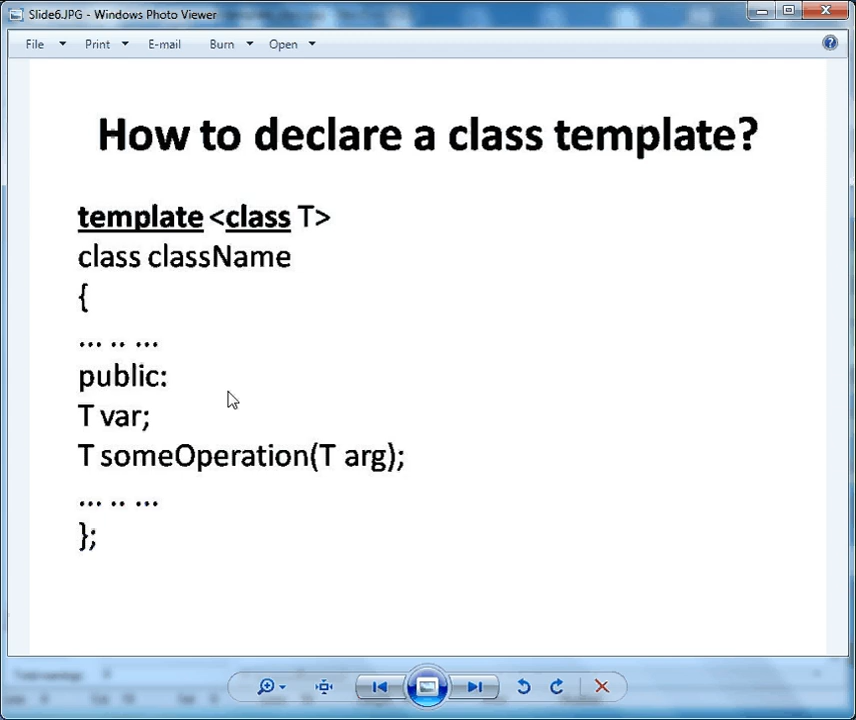 Slide6.JPG - Windows Photo Viewer
File Print E-mail Burn Open
How to declare a class template?
template <class T>
class className
{
... .. ...
public:
T var;
T someOperation(T arg);
... .. ...
};